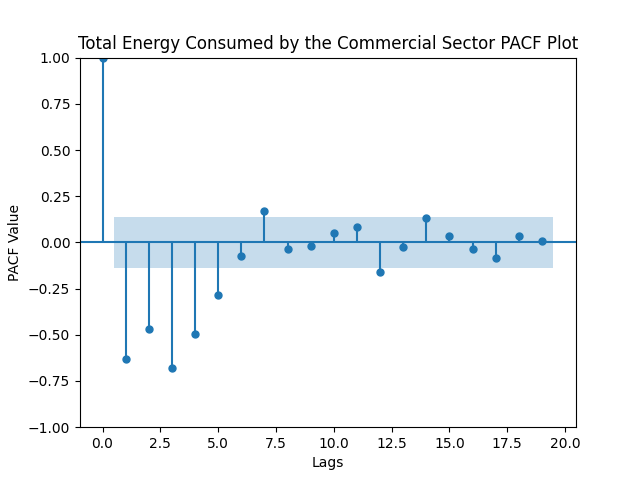 Total Energy Consumed by the Commercial Sector PACF Plot
1.00
0.75
0.50
0.25
0.00
−0.25
−0.50
−0.75
−1.00
PACF Value
0.0 2.5 5.0 7.5 10.0 12.5 15.0 17.5 20.0
Lags